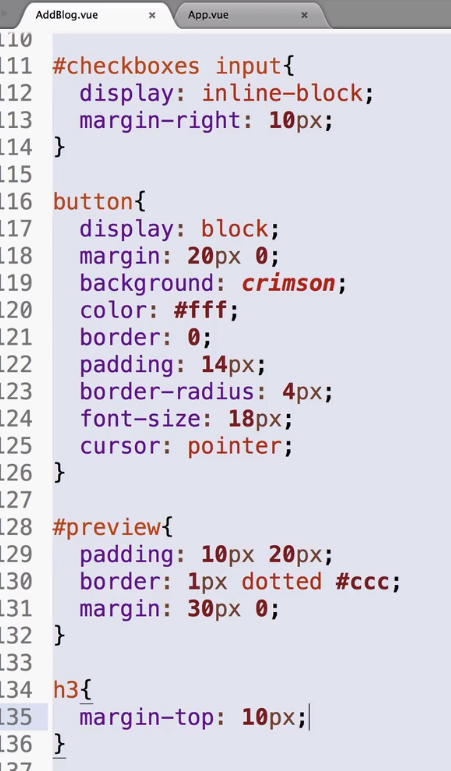 AddBlog.vue × App.vue ×
110
111 #checkboxes input{
112   display: inline-block;
113   margin-right: 10px;
114 }
115
116 button{
117   display: block;
118   margin: 20px 0;
119   background: crimson;
120   color: #fff;
121   border: 0;
122   padding: 14px;
123   border-radius: 4px;
124   font-size: 18px;
125   cursor: pointer;
126 }
127
128 #preview{
129   padding: 10px 20px;
130   border: 1px dotted #ccc;
131   margin: 30px 0;
132 }
133
134 h3{
135   margin-top: 10px;
136 }
137